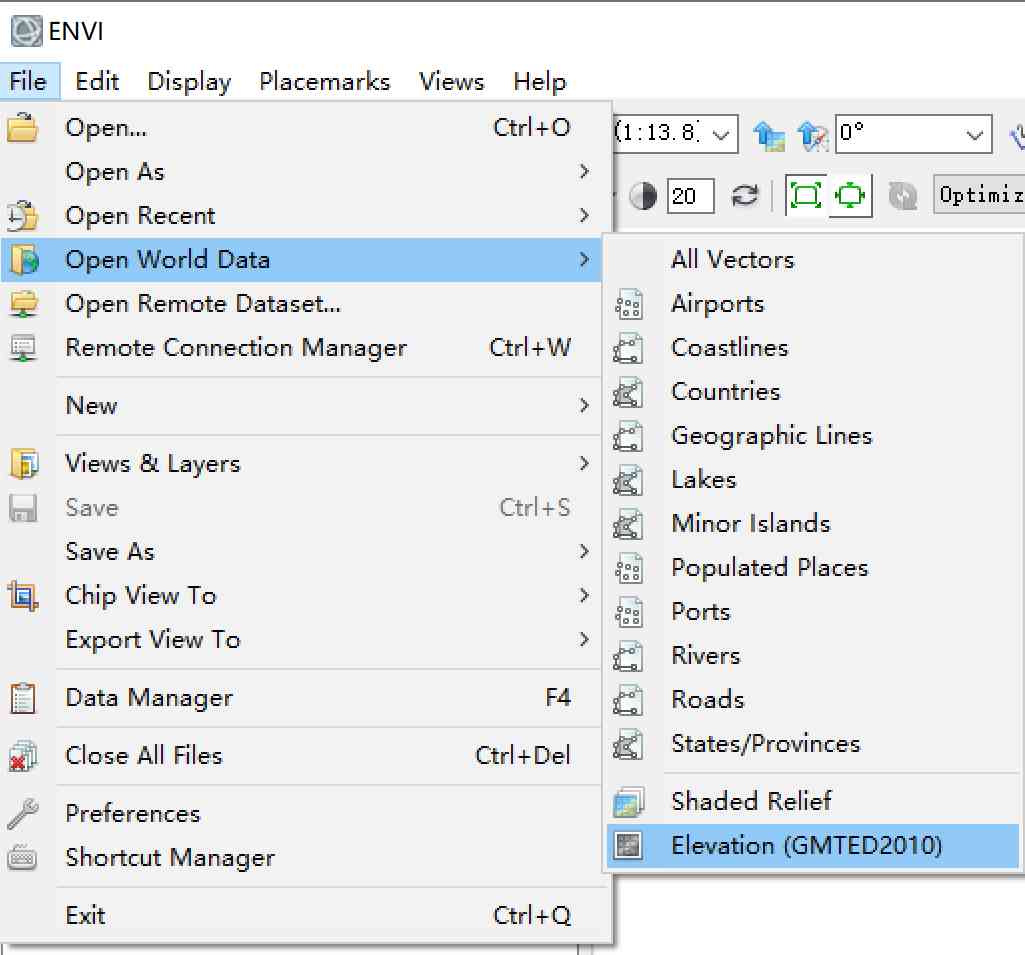 ENVI
File Edit Display Placemarks Views Help
(1:13.8 0°
20 Optimiz
Open... Ctrl+O
Open As
Open Recent
Open World Data
Open Remote Dataset...
Remote Connection Manager Ctrl+W
New
Views & Layers
Save Ctrl+S
Save As
Chip View To
Export View To
Data Manager F4
Close All Files Ctrl+Del
Preferences
Shortcut Manager
Exit Ctrl+Q
All Vectors
Airports
Coastlines
Countries
Geographic Lines
Lakes
Minor Islands
Populated Places
Ports
Rivers
Roads
States/Provinces
Shaded Relief
Elevation (GMTED2010)